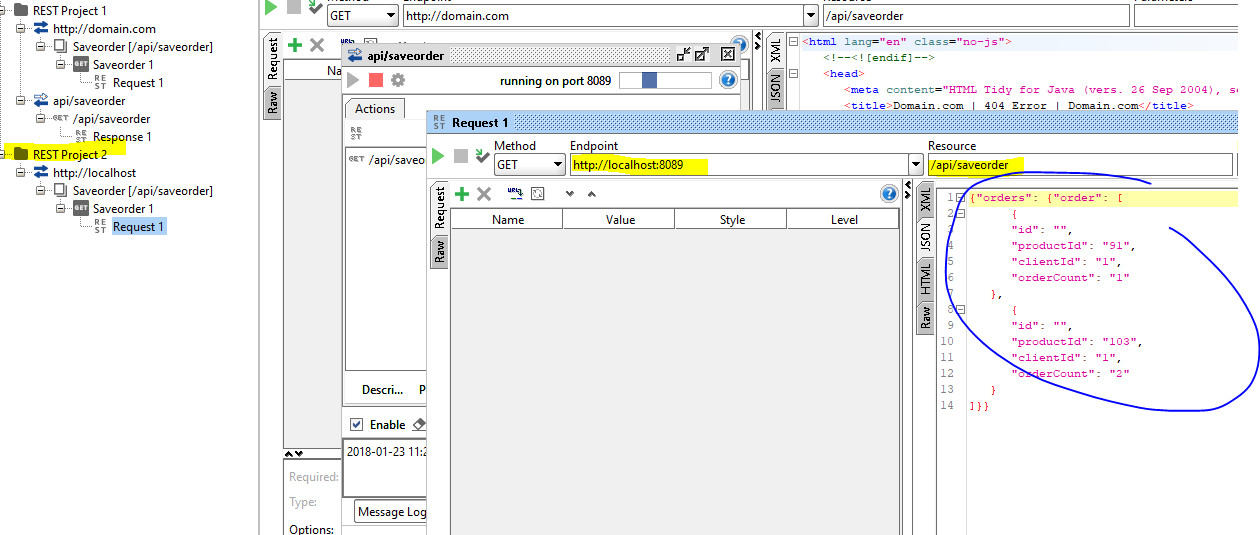 REST Project 1
http://domain.com
Saveorder [/api/saveorder]
GET Saveorder 1
REST Request 1
api/saveorder
GET /api/saveorder
REST Response 1
REST Project 2
http://localhost
Saveorder [/api/saveorder]
GET Saveorder 1
REST Request 1
Method Endpoint
GET http://domain.com /api/saveorder
Request
Raw
XML
JSON
<html lang="en" class="no-js">
<!--<![endif]-->
<head>
<meta content="HTML Tidy for Java (vers. 26 Sep 2004), se
<title>Domain.com | 404 Error | Domain.com</title>
api/saveorder
running on port 8089
Actions
REST
GET /api/saveo
Descri...
Enable
2018-01-23 11:2
Message Log
Required:
Type:
Options:
REST Request 1
Method Endpoint Resource
GET http://localhost:8089 /api/saveorder
Request
Raw
Name Value Style Level
XML
JSON
HTML
Raw
1 {"orders": {"order": [
2 {
3 "id": "",
4 "productId": "91",
5 "clientId": "1",
6 "orderCount": "1"
7 },
8 {
9 "id": "",
10 "productId": "103",
11 "clientId": "1",
12 "orderCount": "2"
13 }
14 ]}}